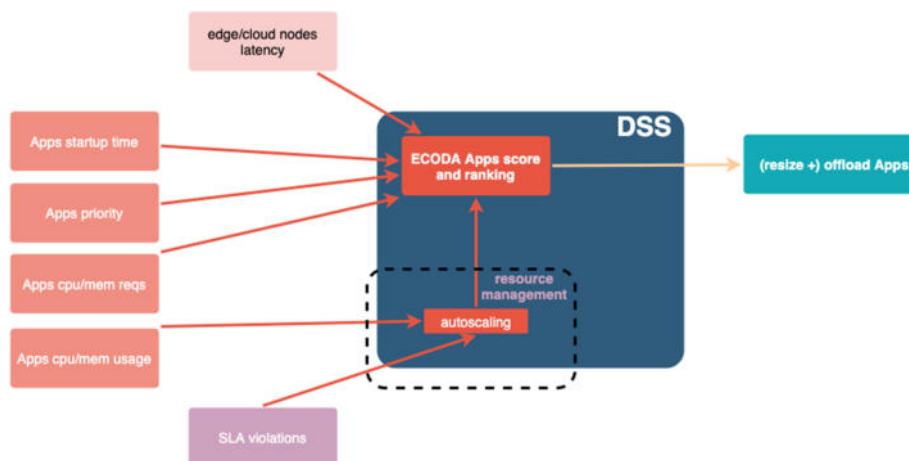 edge/cloud nodes
latency
DSS
Apps startup time
ECODA Apps score
and ranking
(resize +) offload Apps
Apps priority
Apps cpu/mem reqs
resource
management
autoscaling
Apps cpu/mem usage
SLA violations